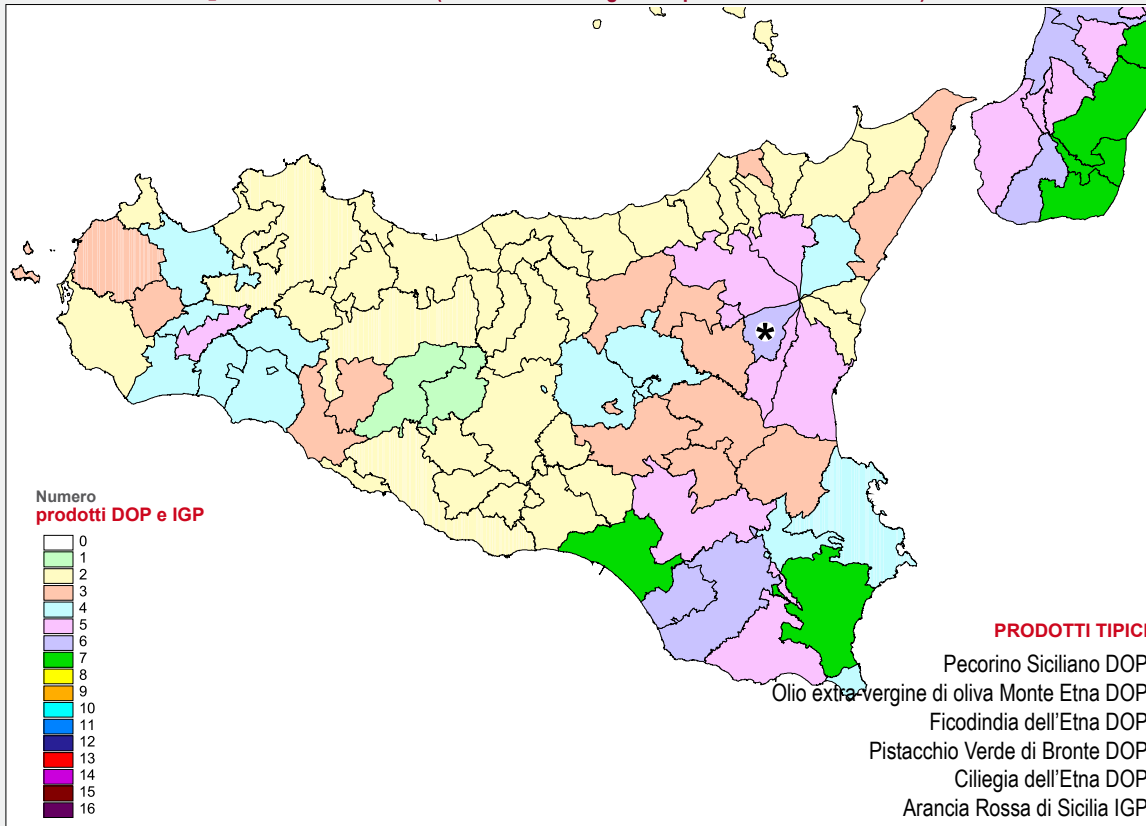 Numero
prodotti DOP e IGP
0
1
2
3
4
5
6
7
8
9
10
11
12
13
14
15
16
*
PRODOTTI TIPICI
Pecorino Siciliano DOP
Olio extra-vergine di oliva Monte Etna DOP
Ficodindia dell'Etna DOP
Pistacchio Verde di Bronte DOP
Ciliegia dell'Etna DOP
Arancia Rossa di Sicilia IGP